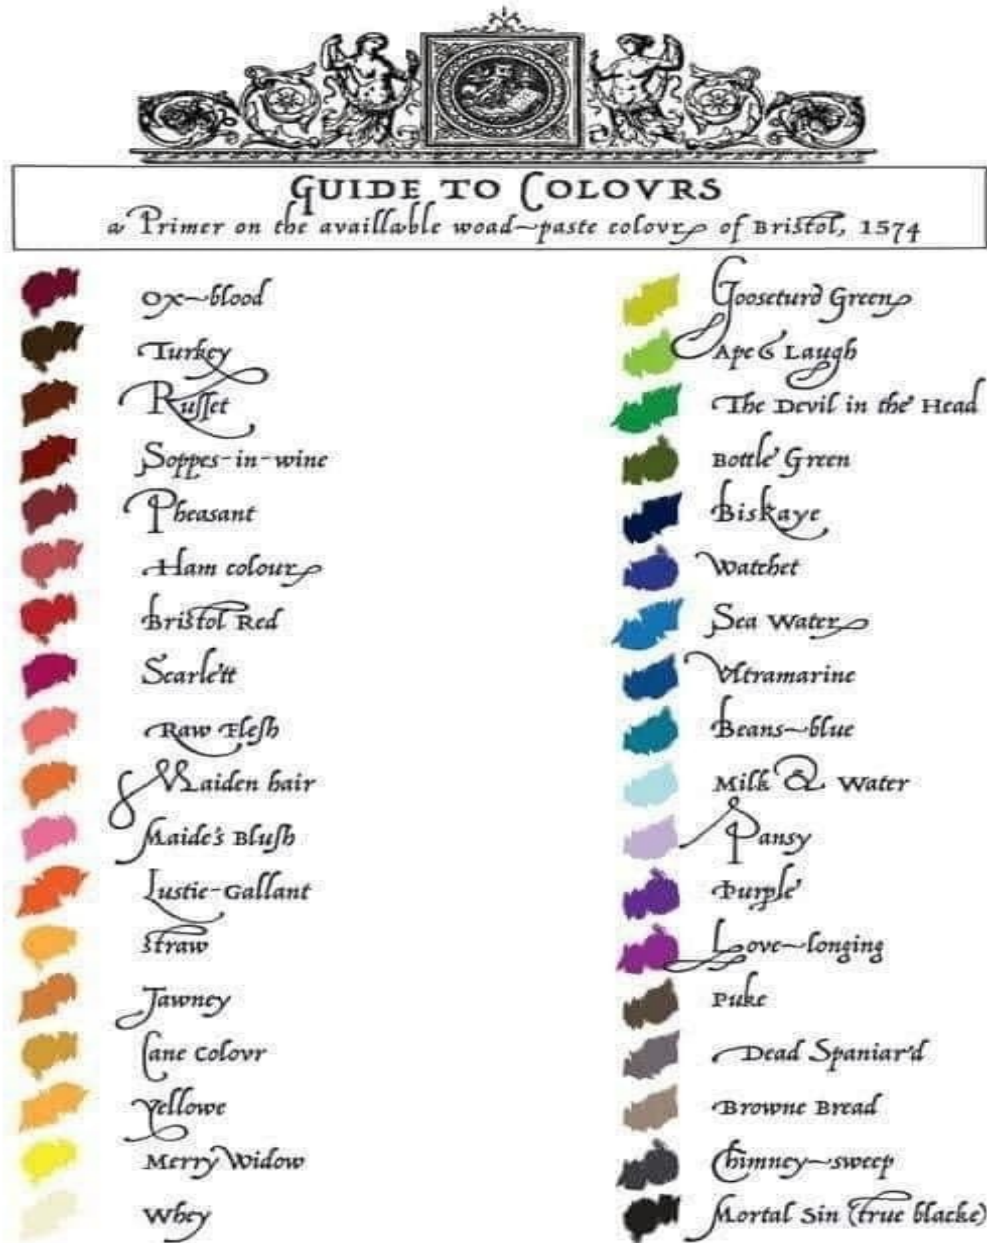 GUIDE TO COLOVRS
a Primer on the availlable woad-paste colours of Bristol, 1574
Ox-blood
Turkey
Russet
Soppes-in-wine
Pheasant
Ham colour
Bristol Red
Scarlett
Raw Flesh
Maiden hair
Maide's Blush
Lustie-Gallant
Straw
Tawney
Cane Colovr
Yellowe
Merry Widow
Whey
Gooseturd Green
Ape & Laugh
The Devil in the Head
Bottle Green
Biskaye
Watchet
Sea Water
Vltramarine
Beans-blue
Milk & Water
Pansy
Purple
Love-longing
Puke
Dead Spaniar'd
Browne Bread
Chimney-sweep
Mortal Sin (true blacke)